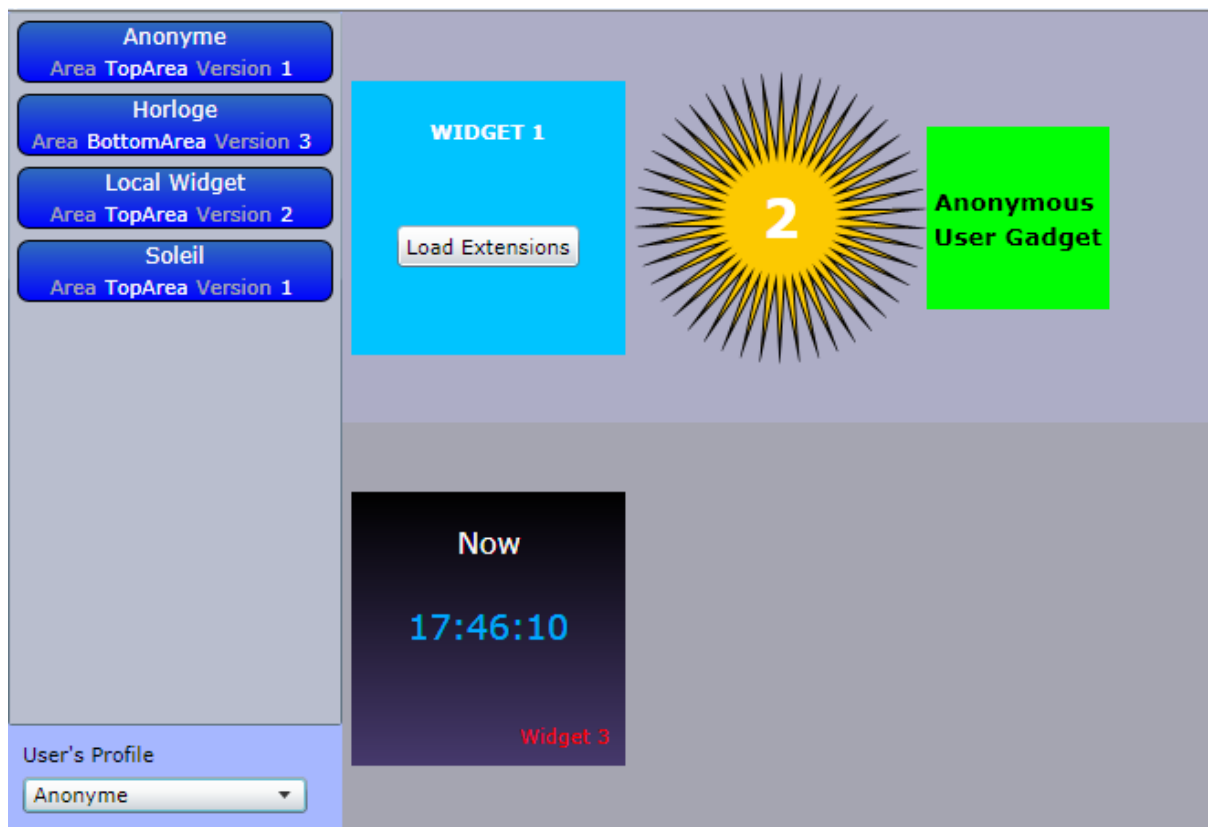 Anonyme
Area TopArea Version 1
Horloge
Area BottomArea Version 3
Local Widget
Area TopArea Version 2
Soleil
Area TopArea Version 1
User's Profile
Anonyme
WIDGET 1
Load Extensions
2
Anonymous
User Gadget
Now
17:46:10
Widget 3